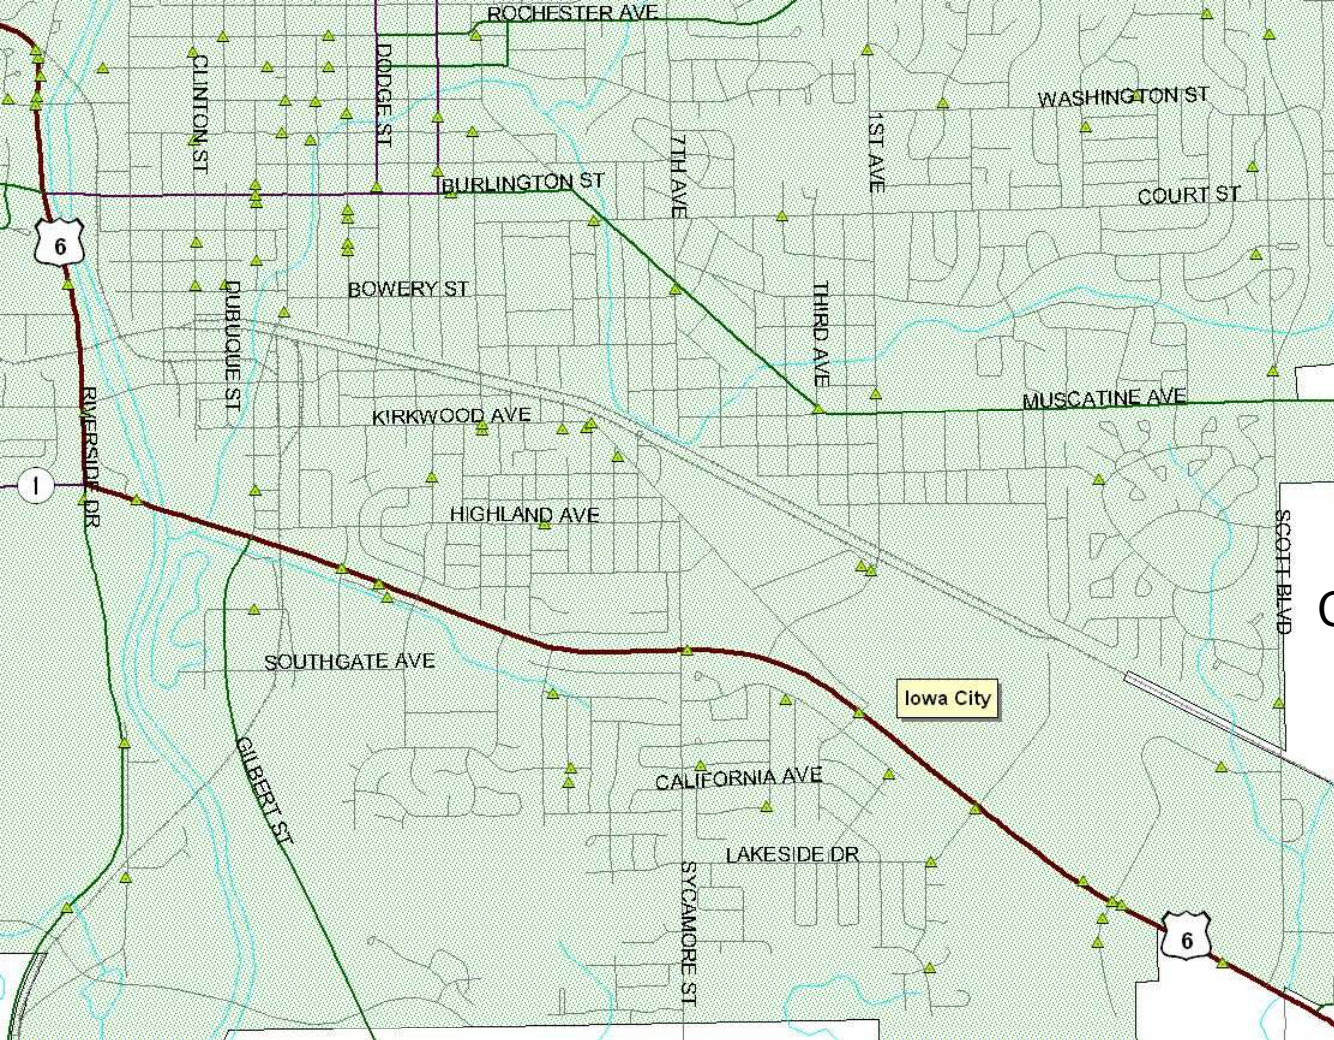 ROCHESTER AVE
CLINTON ST
DODGE ST
WASHINGTON ST
7TH AVE
1ST AVE
BURLINGTON ST
COURT ST
6
DUBUQUE ST
BOWERY ST
THIRD AVE
RIVERSIDE DR
KIRKWOOD AVE
MUSCATINE AVE
1
HIGHLAND AVE
SCOTT BLVD
SOUTHGATE AVE
Iowa City
GILBERT ST
CALIFORNIA AVE
LAKESIDE DR
SYCAMORE ST
6